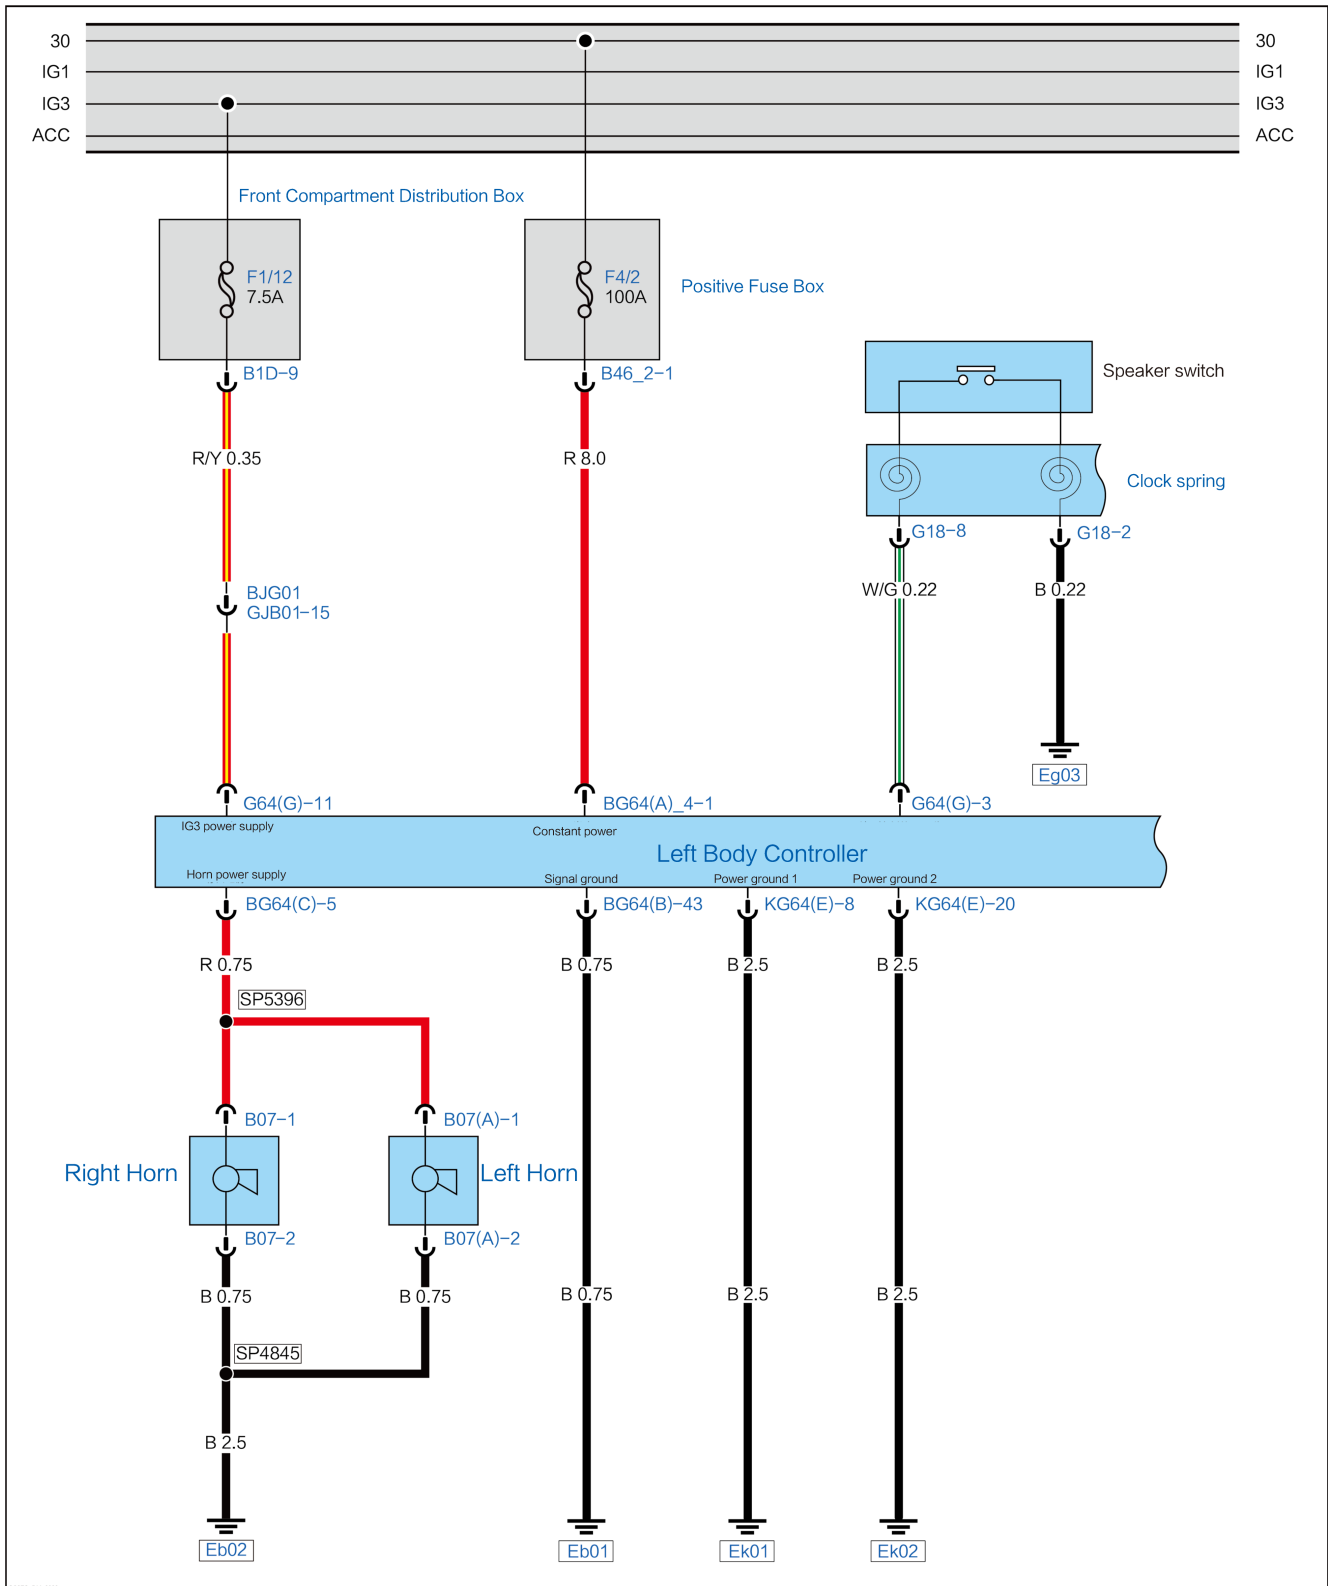 30
30
IG1
IG1
IG3
IG3
ACC
ACC
Front Compartment Distribution Box
F1/12
7.5A
F4/2
100A
Positive Fuse Box
B1D-9
B46_2-1
Speaker switch
R/Y 0.35
R 8.0
Clock spring
G18-8
G18-2
BJG01
GJB01-15
W/G 0.22
B 0.22
Eg03
G64(G)-11
BG64(A)_4-1
G64(G)-3
IG3 power supply
Constant power
Left Body Controller
Horn power supply
Signal ground
Power ground 1
Power ground 2
BG64(C)-5
BG64(B)-43
KG64(E)-8
KG64(E)-20
R 0.75
B 0.75
B 2.5
B 2.5
SP5396
B07-1
B07(A)-1
Right Horn
Left Horn
B07-2
B07(A)-2
B 0.75
B 0.75
B 0.75
B 2.5
B 2.5
SP4845
B 2.5
Eb02
Eb01
Ek01
Ek02